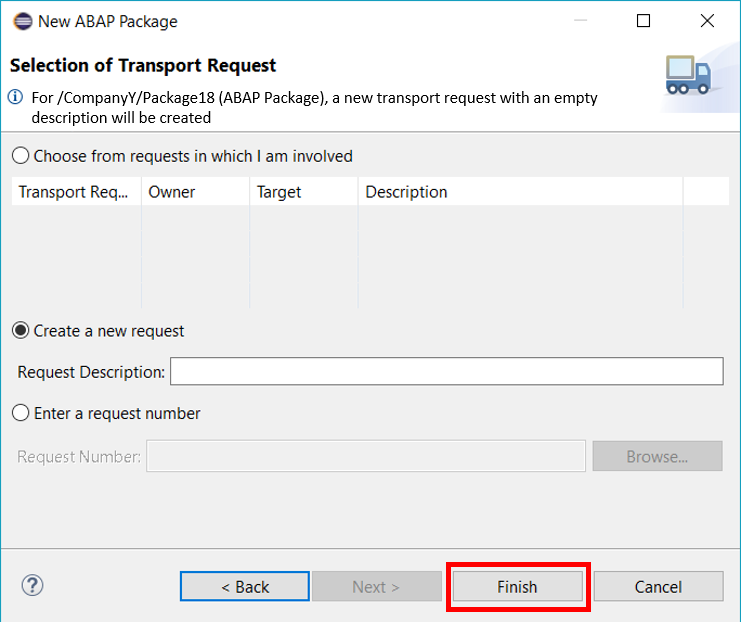 New ABAP Package
Selection of Transport Request
For /CompanyY/Package18 (ABAP Package), a new transport request with an empty
description will be created
Choose from requests in which I am involved
Transport Req... Owner Target Description
Create a new request
Request Description:
Enter a request number
Request Number: Browse...
? < Back Next > Finish Cancel